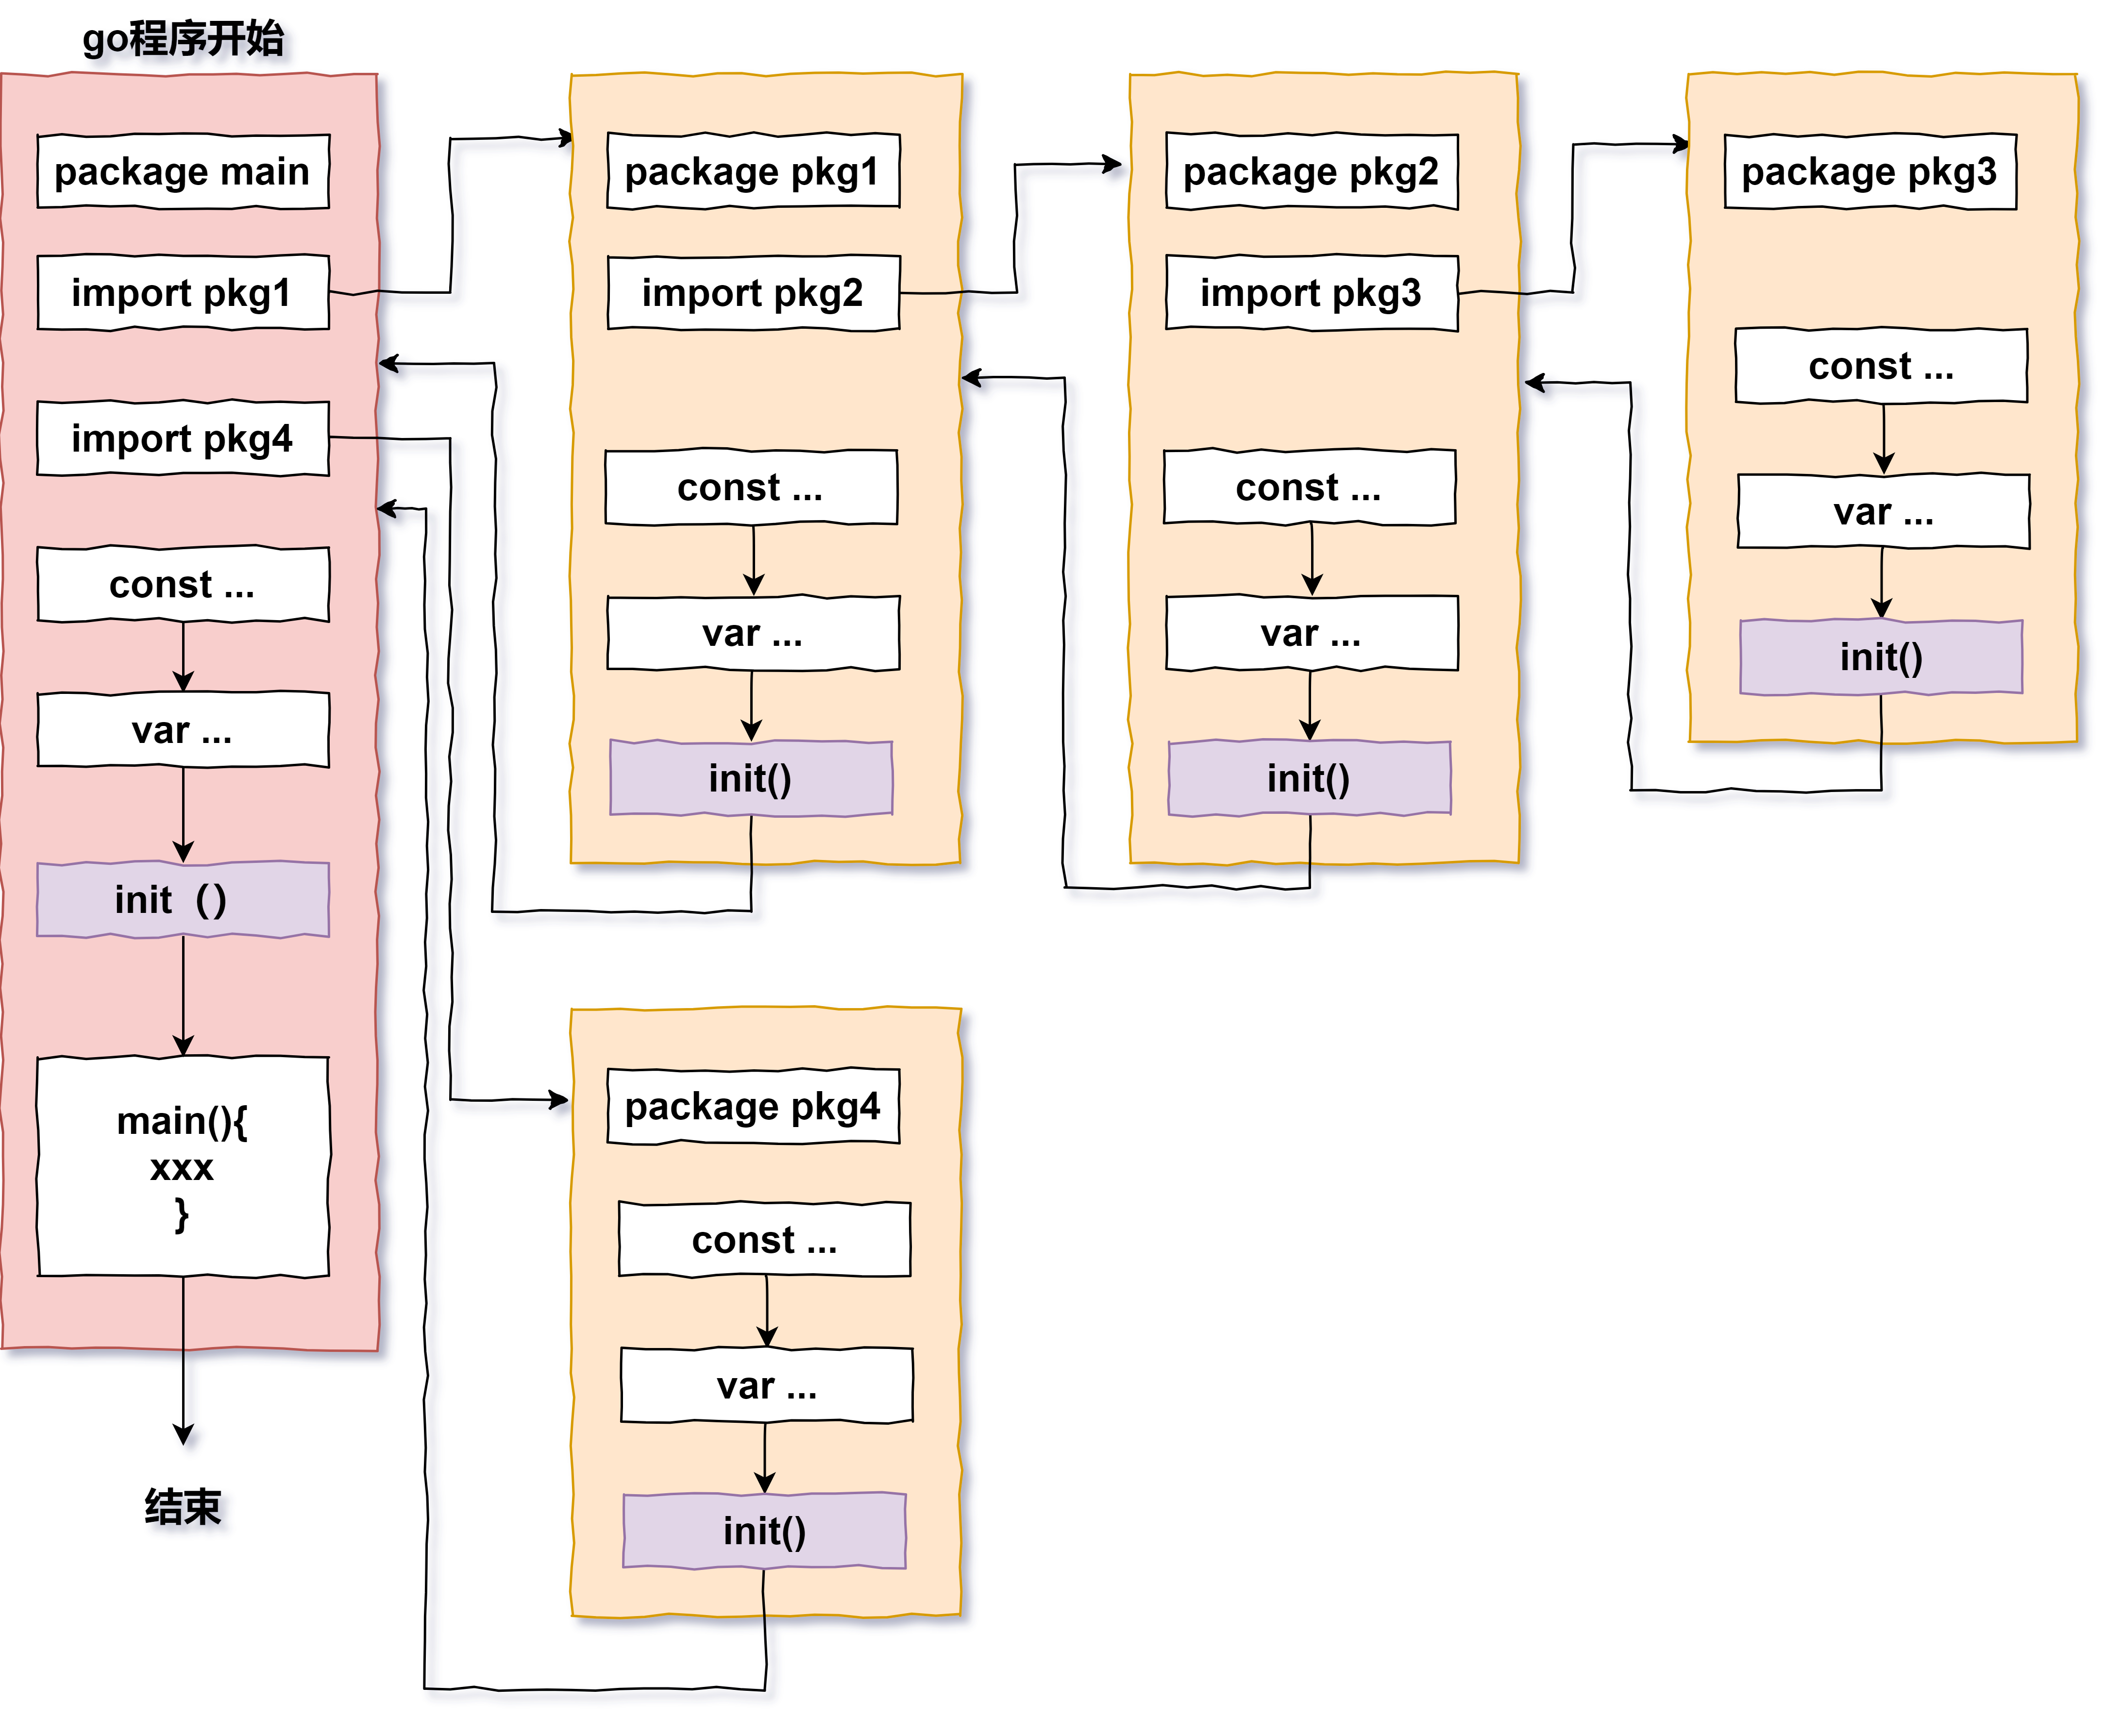 go程序开始
package main
import pkg1
import pkg4
const ...
var ...
init（）
main(){
xxx
}
结束
package pkg1
import pkg2
const ...
var ...
init()
package pkg2
import pkg3
const ...
var ...
init()
package pkg3
const ...
var ...
init()
package pkg4
const ...
var ...
init()